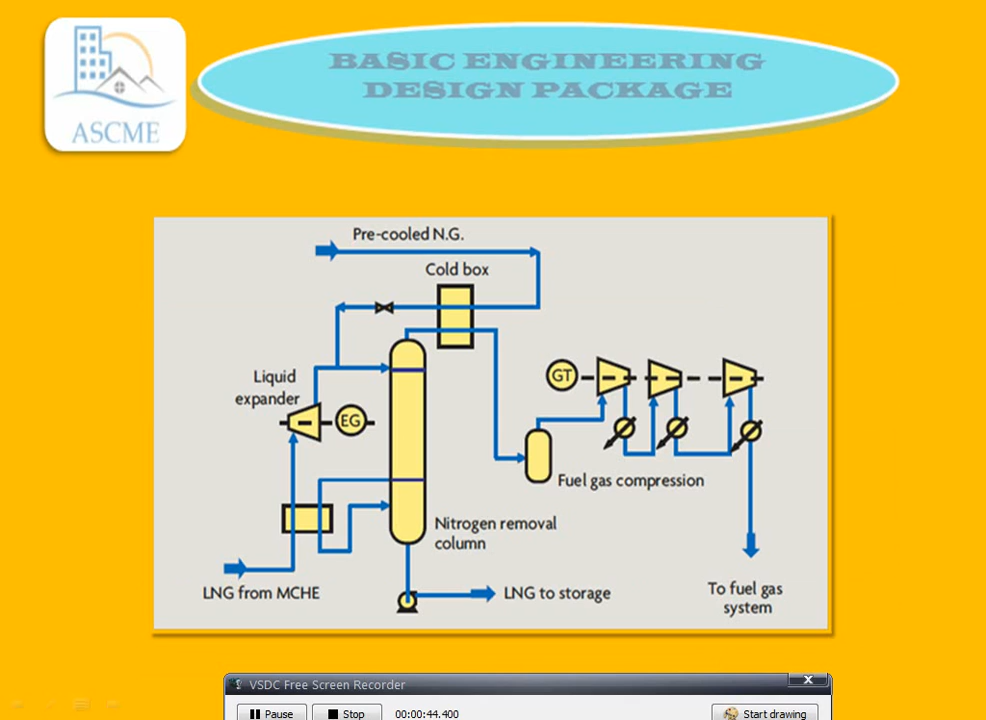 BASIC ENGINEERING
DESIGN PACKAGE
ASCME
Pre-cooled N.G.
Cold box
Liquid
expander
EG
GT
Fuel gas compression
Nitrogen removal
column
LNG from MCHE
LNG to storage
To fuel gas
system
VSDC Free Screen Recorder
Pause
Stop
00:00:44.400
Start drawing